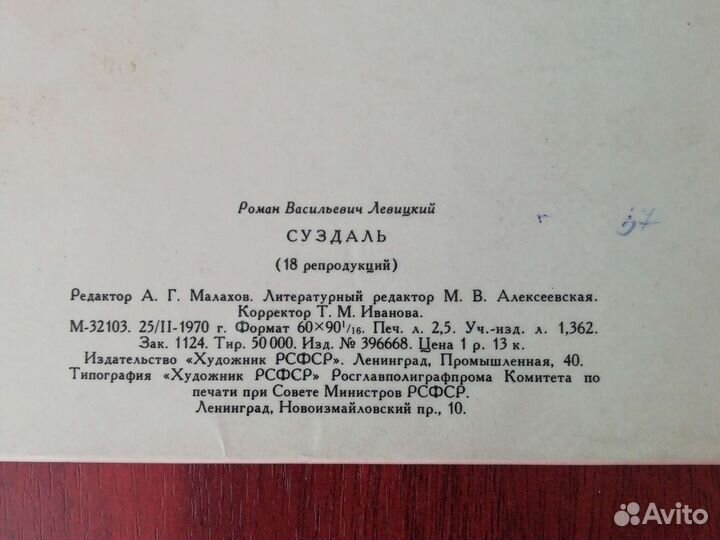 Роман Васильевич Левицкий
СУЗДАЛЬ
(18 репродукций)
Редактор А. Г. Малахов. Литературный редактор М. В. Алексеевская.
Корректор Т. М. Иванова.
М-32103. 25/II-1970 г. Формат 60×90¹/₁₆. Печ. л. 2,5. Уч.-изд. л. 1,362.
Зак. 1124. Тир. 50 000. Изд. № 396668. Цена 1 р. 13 к.
Издательство «Художник РСФСР». Ленинград, Промышленная, 40.
Типография «Художник РСФСР» Росглавполиграфпрома Комитета по
печати при Совете Министров РСФСР.
Ленинград, Новоизмайловский пр., 10.
Avito